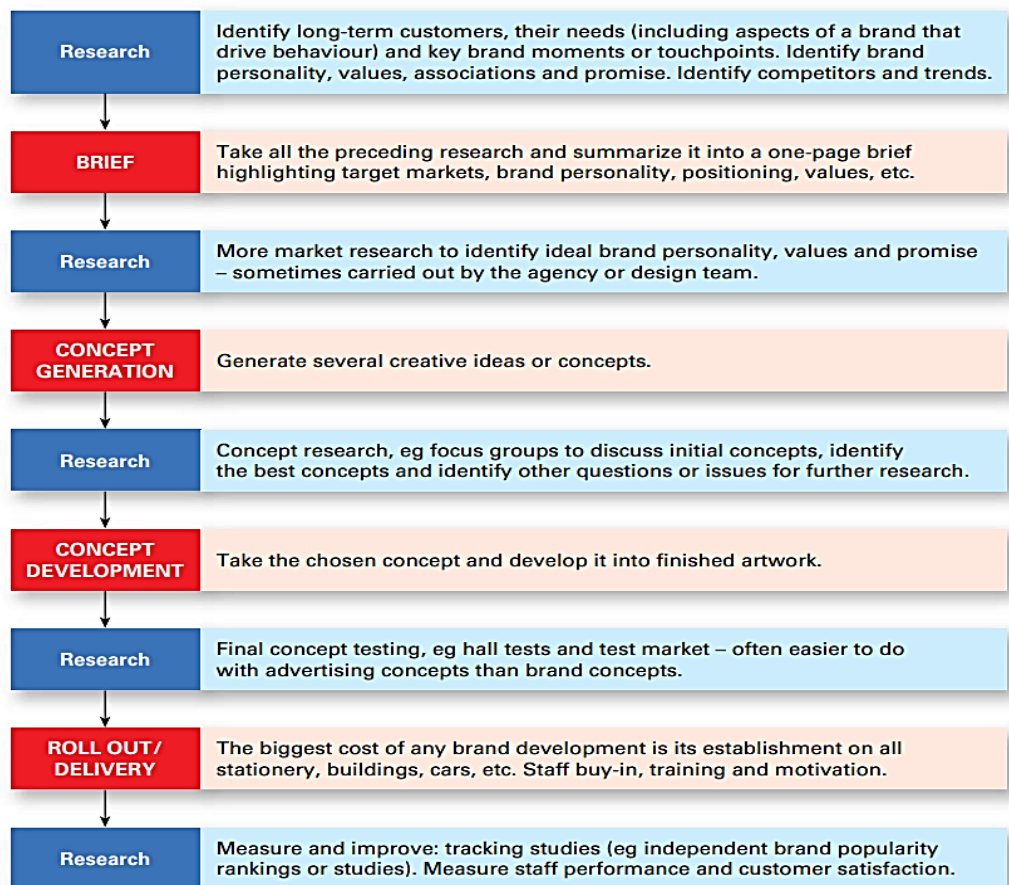 Research
Identify long-term customers, their needs (including aspects of a brand that
drive behaviour) and key brand moments or touchpoints. Identify brand
personality, values, associations and promise. Identify competitors and trends.
BRIEF
Take all the preceding research and summarize it into a one-page brief
highlighting target markets, brand personality, positioning, values, etc.
Research
More market research to identify ideal brand personality, values and promise
– sometimes carried out by the agency or design team.
CONCEPT
GENERATION
Generate several creative ideas or concepts.
Research
Concept research, eg focus groups to discuss initial concepts, identify
the best concepts and identify other questions or issues for further research.
CONCEPT
DEVELOPMENT
Take the chosen concept and develop it into finished artwork.
Research
Final concept testing, eg hall tests and test market – often easier to do
with advertising concepts than brand concepts.
ROLL OUT/
DELIVERY
The biggest cost of any brand development is its establishment on all
stationery, buildings, cars, etc. Staff buy-in, training and motivation.
Research
Measure and improve: tracking studies (eg independent brand popularity
rankings or studies). Measure staff performance and customer satisfaction.